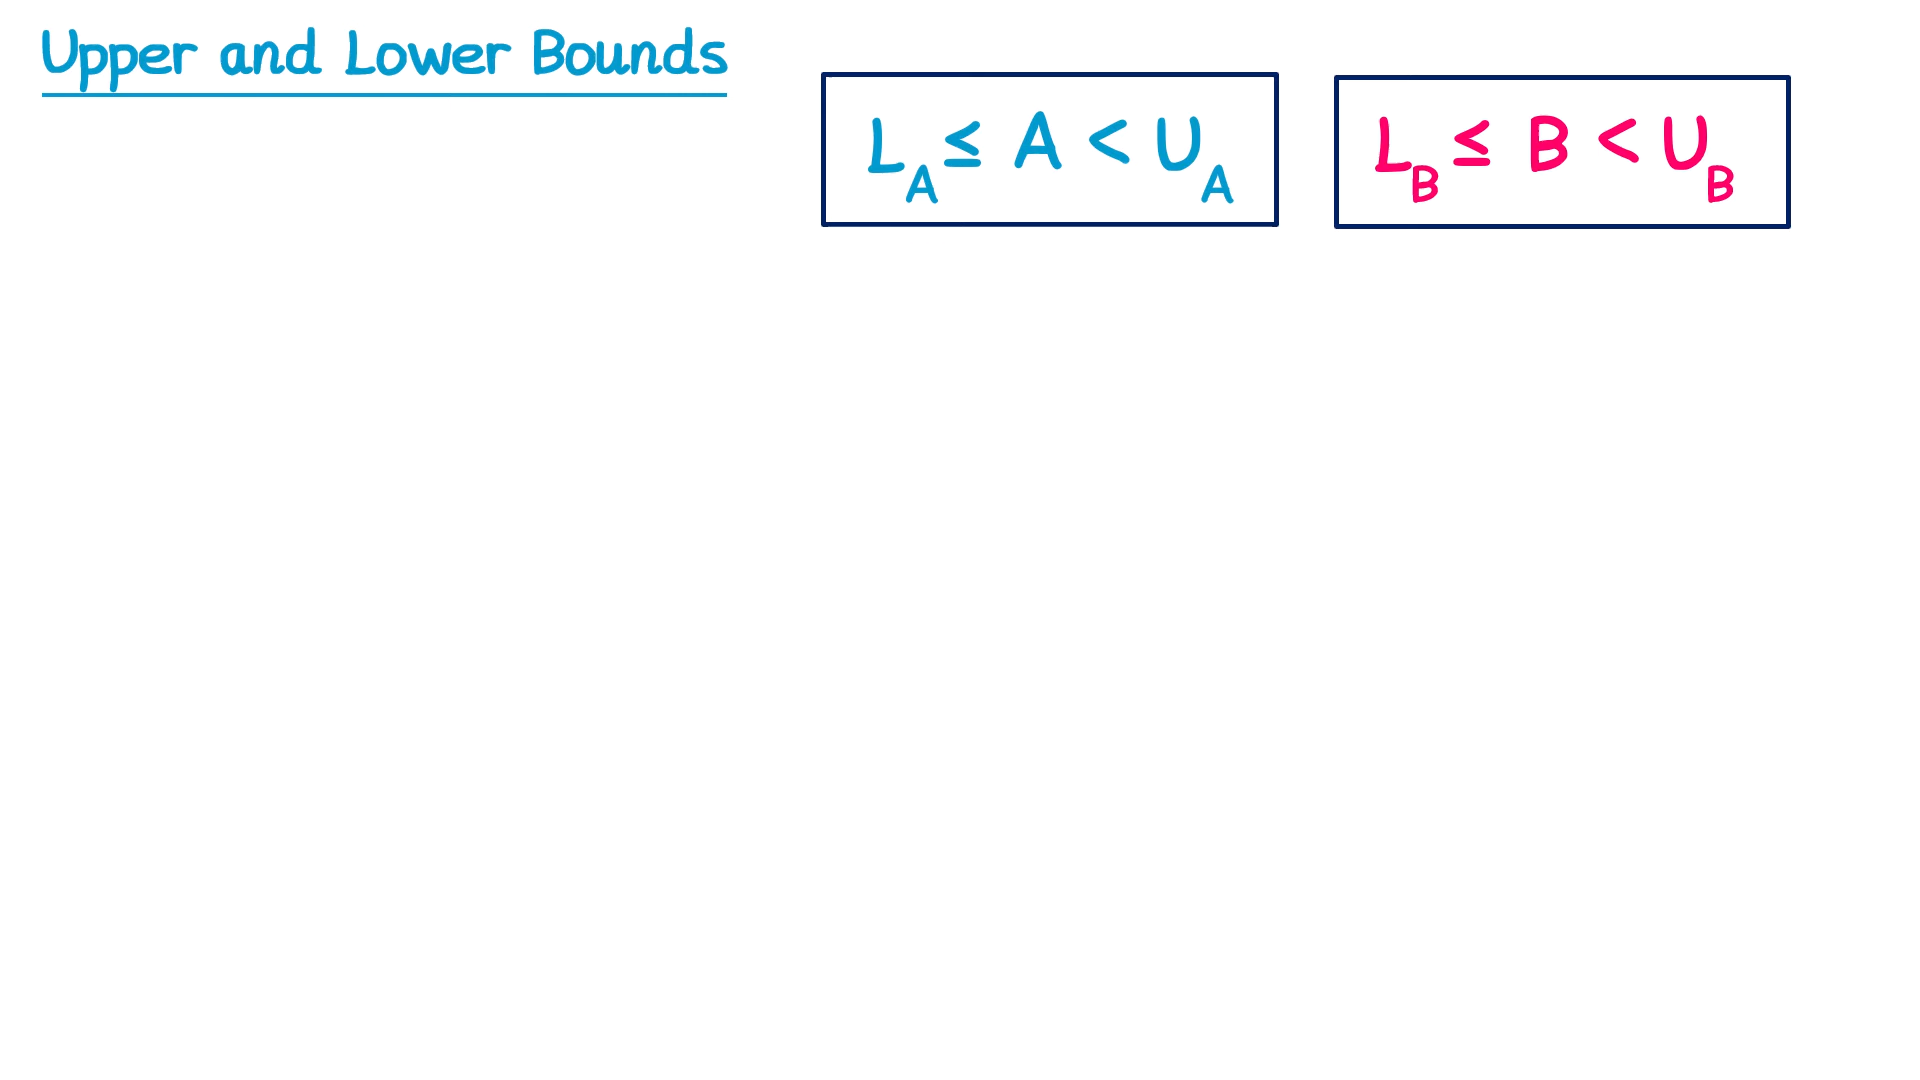 Upper and Lower Bounds
L_A ≤ A < U_A
L_B ≤ B < U_B